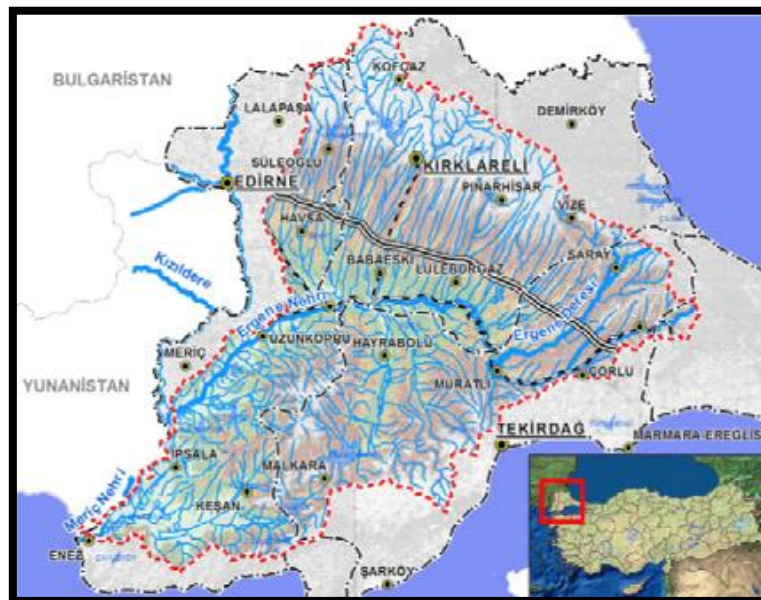 KOFÇAZ
BULGARİSTAN
LALAPAŞA
DEMİRKÖY
SÜLEOĞLU
KIRKLARELİ
EDİRNE
PINARHİSAR
VİZE
HAVSA
SARAY
Kızıldere
BABAESKİ
LÜLEBURGAZ
Ergene Nehri
Ergene Deresi
UZUNKÖPRÜ
HAYRABOLU
MERİÇ
MURATLI
ÇORLU
YUNANİSTAN
TEKİRDAĞ
MARMARA-EREĞLİS
İPSALA
MALKARA
Meriç Nehri
KEŞAN
ENEZ
ŞARKÖY